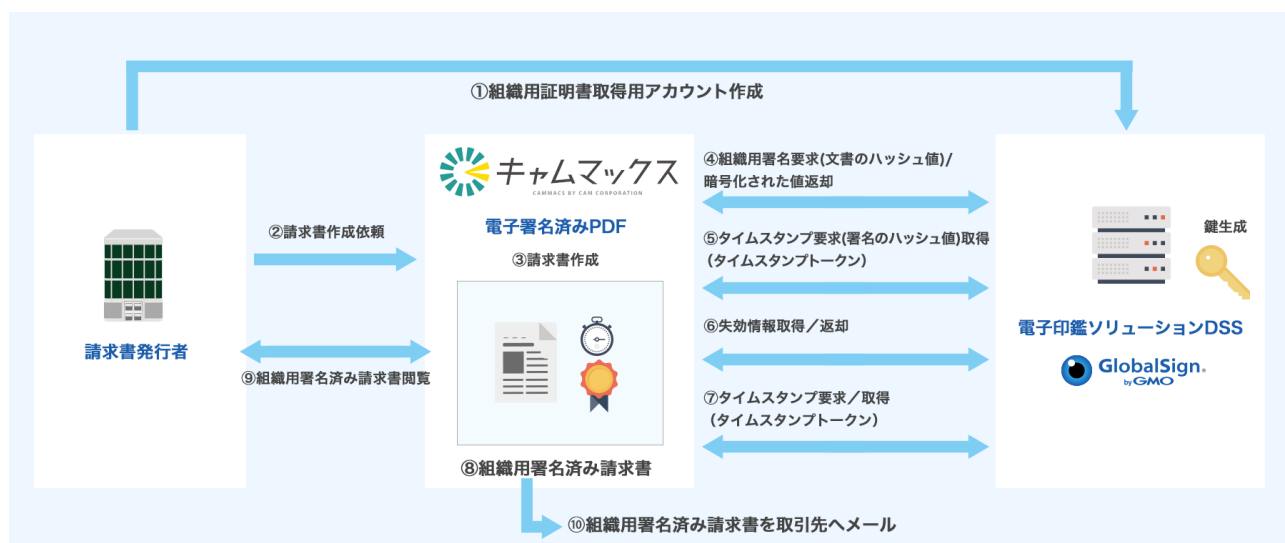 ①組織用証明書取得用アカウント作成
請求書発行者
②請求書作成依頼
⑨組織用署名済み請求書閲覧
キャムマックス
CAMMACS BY CAM CORPORATION
電子署名済みPDF
③請求書作成
⑧組織用署名済み請求書
④組織用署名要求(文書のハッシュ値)/
暗号化された値返却
⑤タイムスタンプ要求(署名のハッシュ値)取得
（タイムスタンプトークン）
⑥失効情報取得／返却
⑦タイムスタンプ要求／取得
（タイムスタンプトークン）
鍵生成
電子印鑑ソリューションDSS
GlobalSign.
by GMO
⑩組織用署名済み請求書を取引先へメール